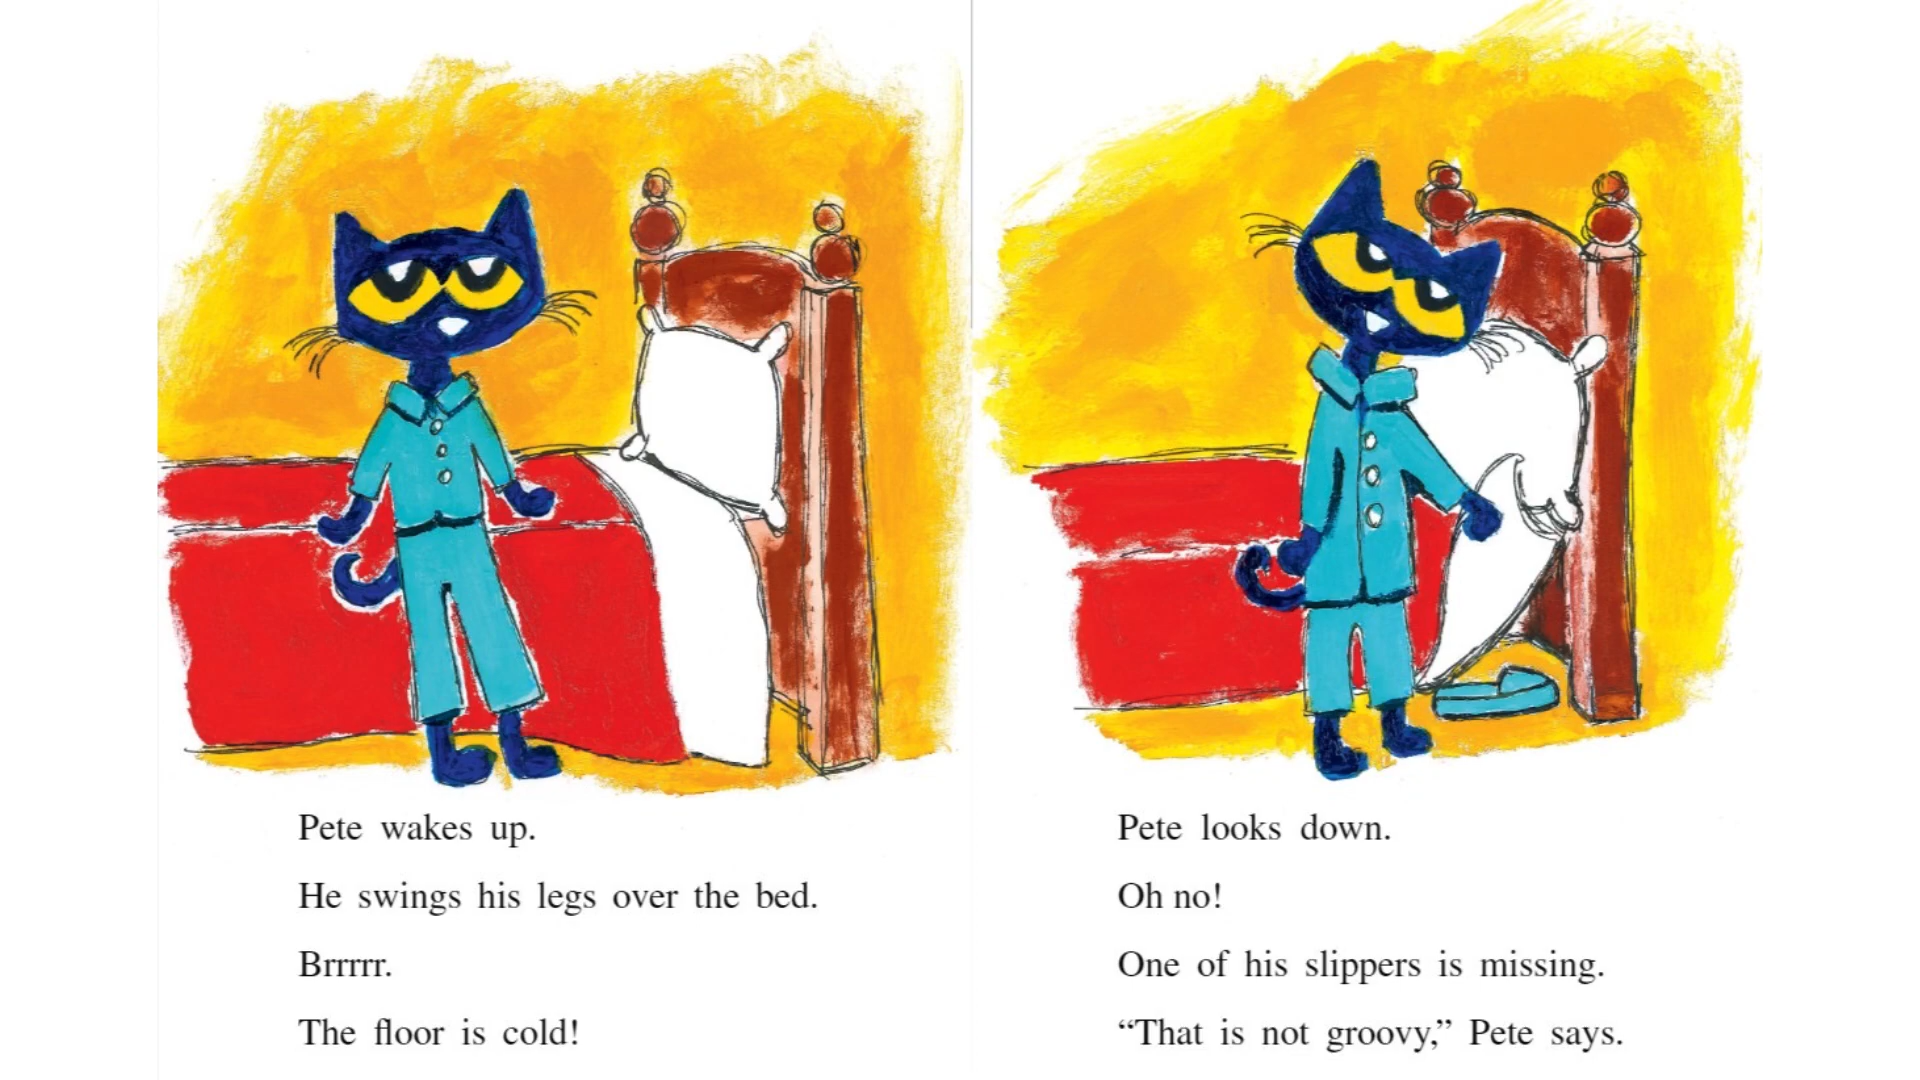 Pete wakes up.
He swings his legs over the bed.
Brrrrr.
The floor is cold!
Pete looks down.
Oh no!
One of his slippers is missing.
“That is not groovy,” Pete says.